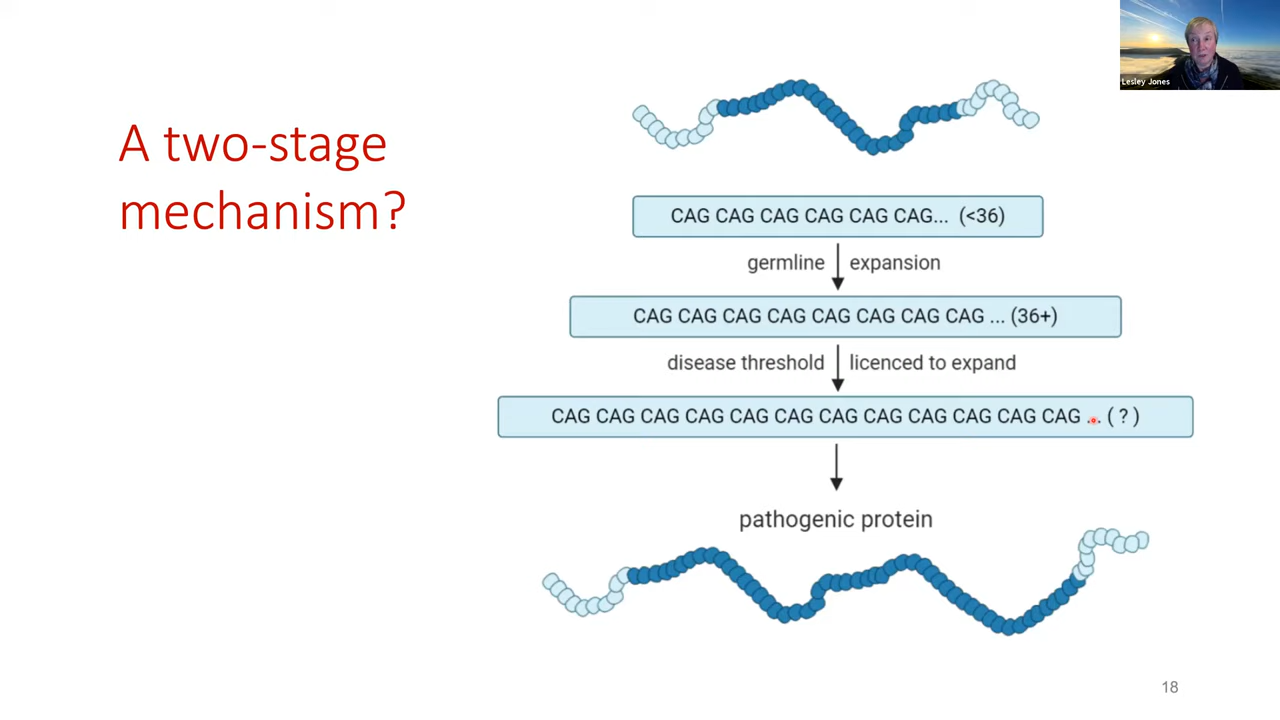 Lesley Jones
A two-stage
mechanism?
CAG CAG CAG CAG CAG CAG... (<36)
germline expansion
CAG CAG CAG CAG CAG CAG CAG CAG ... (36+)
disease threshold licenced to expand
CAG CAG CAG CAG CAG CAG CAG CAG CAG CAG CAG CAG ... ( ? )
pathogenic protein
18